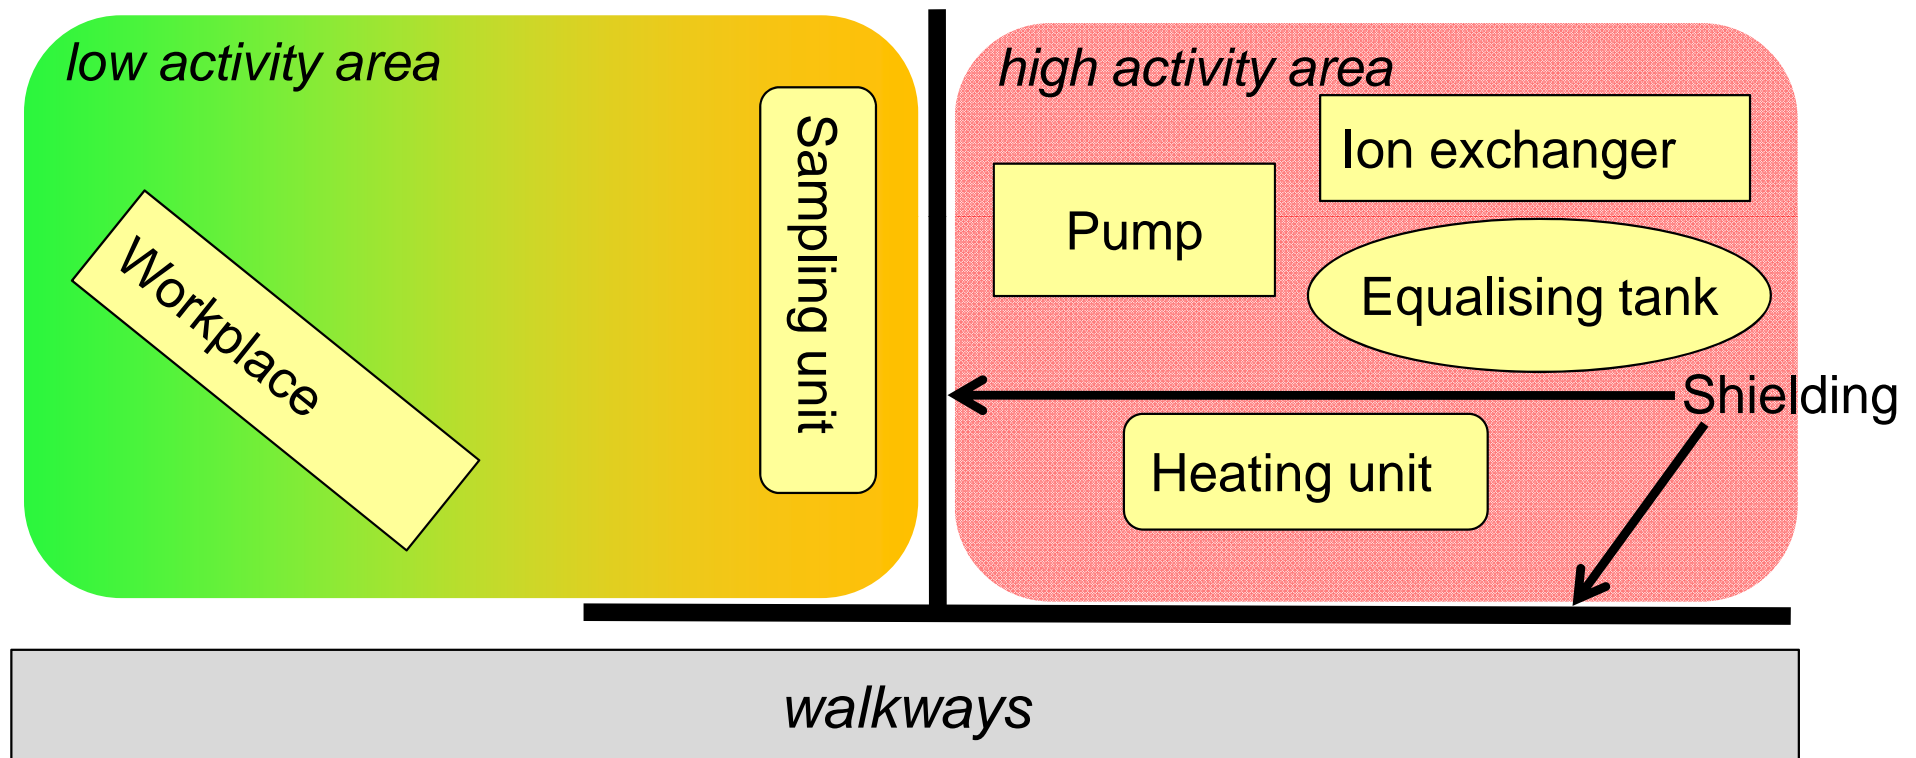 low activity area
high activity area
Sampling unit
Ion exchanger
Pump
Workplace
Equalising tank
Shielding
Heating unit
walkways